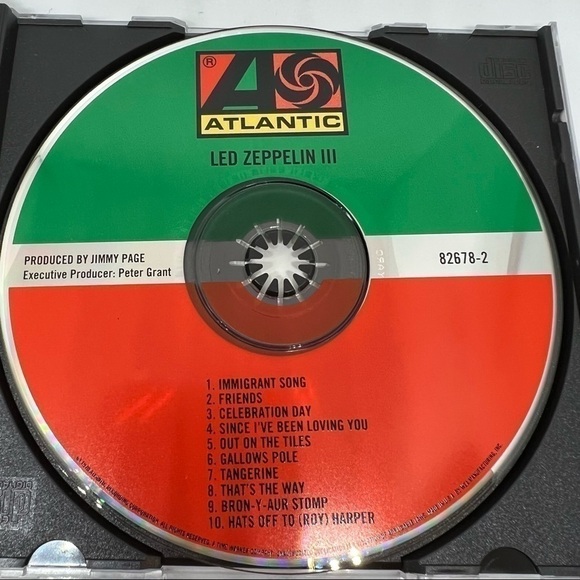 ®
ATLANTIC
LED ZEPPELIN III
PRODUCED BY JIMMY PAGE
Executive Producer: Peter Grant
82678-2
1. IMMIGRANT SONG
2. FRIENDS
3. CELEBRATION DAY
4. SINCE I'VE BEEN LOVING YOU
5. OUT ON THE TILES
6. GALLOWS POLE
7. TANGERINE
8. THAT'S THE WAY
9. BRON-Y-AUR STOMP
10. HATS OFF TO (ROY) HARPER